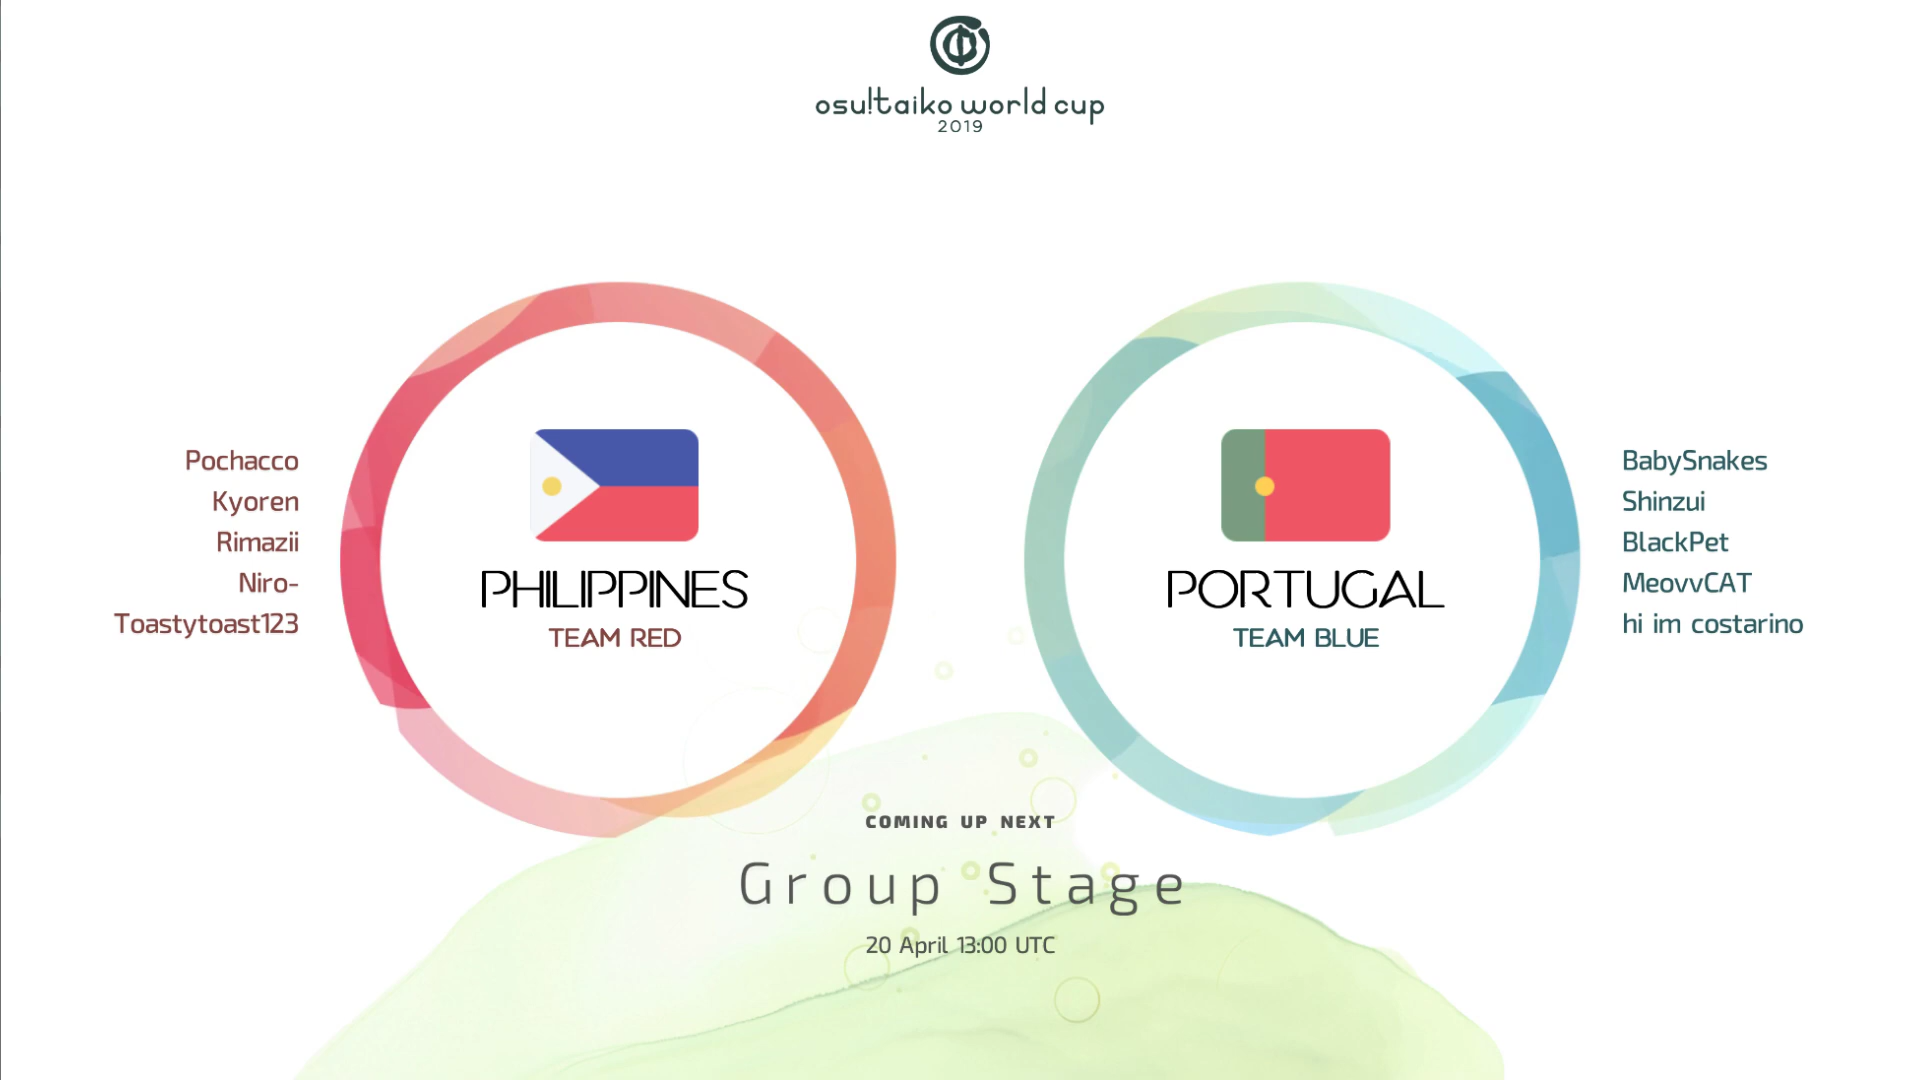 osu!taiko world cup
2019
Pochacco
Kyoren
Rimazii
Niro-
Toastytoast123
PHILIPPINES
TEAM RED
PORTUGAL
TEAM BLUE
BabySnakes
Shinzui
BlackPet
MeovvCAT
hi im costarino
COMING UP NEXT
Group Stage
20 April 13:00 UTC